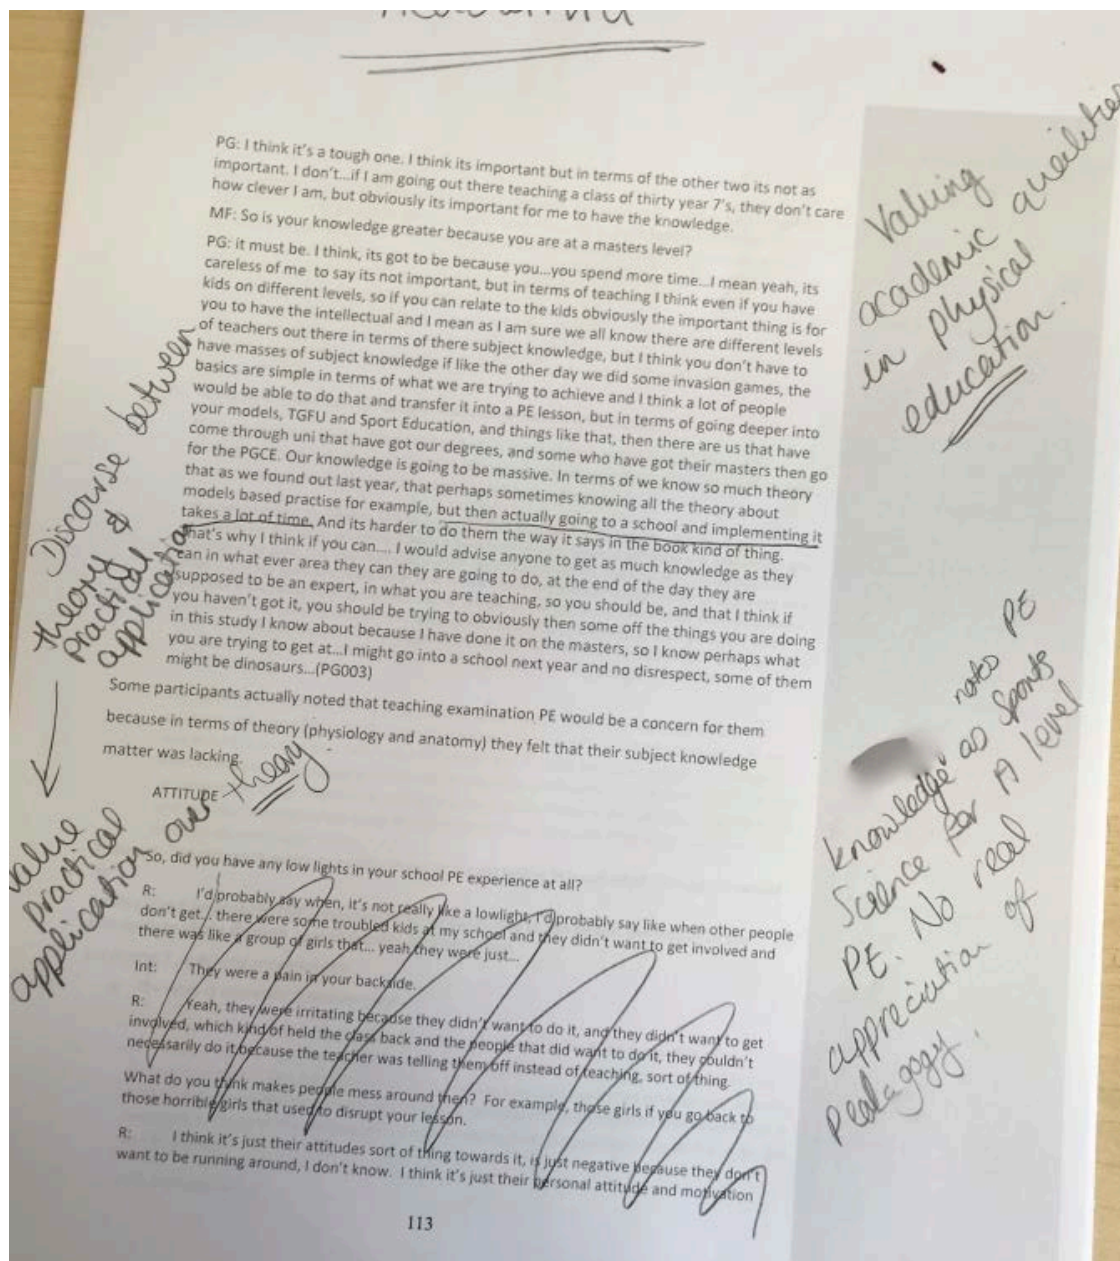 PG: I think it's a tough one. I think its important but in terms of the other two its not as
important. I don't...if I am going out there teaching a class of thirty year 7's, they don't care
how clever I am, but obviously its important for me to have the knowledge.
MF: So is your knowledge greater because you are at a masters level?
PG: it must be. I think, its got to be because you...you spend more time...I mean yeah, its
careless of me to say its not important, but in terms of teaching I think even if you have
kids on different levels, so if you can relate to the kids obviously the important thing is for
you to have the intellectual and I mean as I am sure we all know there are different levels
of teachers out there in terms of there subject knowledge, but I think you don't have to
have masses of subject knowledge if like the other day we did some invasion games, the
basics are simple in terms of what we are trying to achieve and I think a lot of people
would be able to do that and transfer it into a PE lesson, but in terms of going deeper into
your models, TGFU and Sport Education, and things like that, then there are us that have
come through uni that have got our degrees, and some who have got their masters then go
for the PGCE. Our knowledge is going to be massive. In terms of we know so much theory
that as we found out last year, that perhaps sometimes knowing all the theory about
models based practise for example, but then actually going to a school and implementing it
takes a lot of time. And its harder to do them the way it says in the book kind of thing.
That's why I think if you can.... I would advise anyone to get as much knowledge as they
can in what ever area they can they are going to do, at the end of the day they are
supposed to be an expert, in what you are teaching, so you should be, and that I think if
you haven't got it, you should be trying to obviously then some off the things you are doing
in this study I know about because I have done it on the masters, so I know perhaps what
you are trying to get at...I might go into a school next year and no disrespect, some of them
might be dinosaurs...(PG003)
Some participants actually noted that teaching examination PE would be a concern for them
because in terms of theory (physiology and anatomy) they felt that their subject knowledge
matter was lacking.
ATTITUDE
So, did you have any low lights in your school PE experience at all?
R: I'd probably say when, it's not really like a lowlight, I'd probably say like when other people
don't get... there were some troubled kids at my school and they didn't want to get involved and
there was like a group of girls that... yeah they were just...
Int: They were a pain in your backside.
R: Yeah, they were irritating because they didn't want to do it, and they didn't want to get
involved, which kind of held the class back and the people that did want to do it, they couldn't
necessarily do it because the teacher was telling them off instead of teaching, sort of thing.
What do you think makes people mess around then? For example, those girls if you go back to
those horrible girls that used to disrupt your lesson.
R: I think it's just their attitudes sort of thing towards it, is just negative because they don't
want to be running around, I don't know. I think it's just their personal attitude and motivation
113
Discourse between
theory &
practical
application
value
practical
application over theory
Valuing
academic qualities
in physical
education.
notes PE
knowledge as Sports
Science for A level
PE. No real
appreciation of
pedagogy.